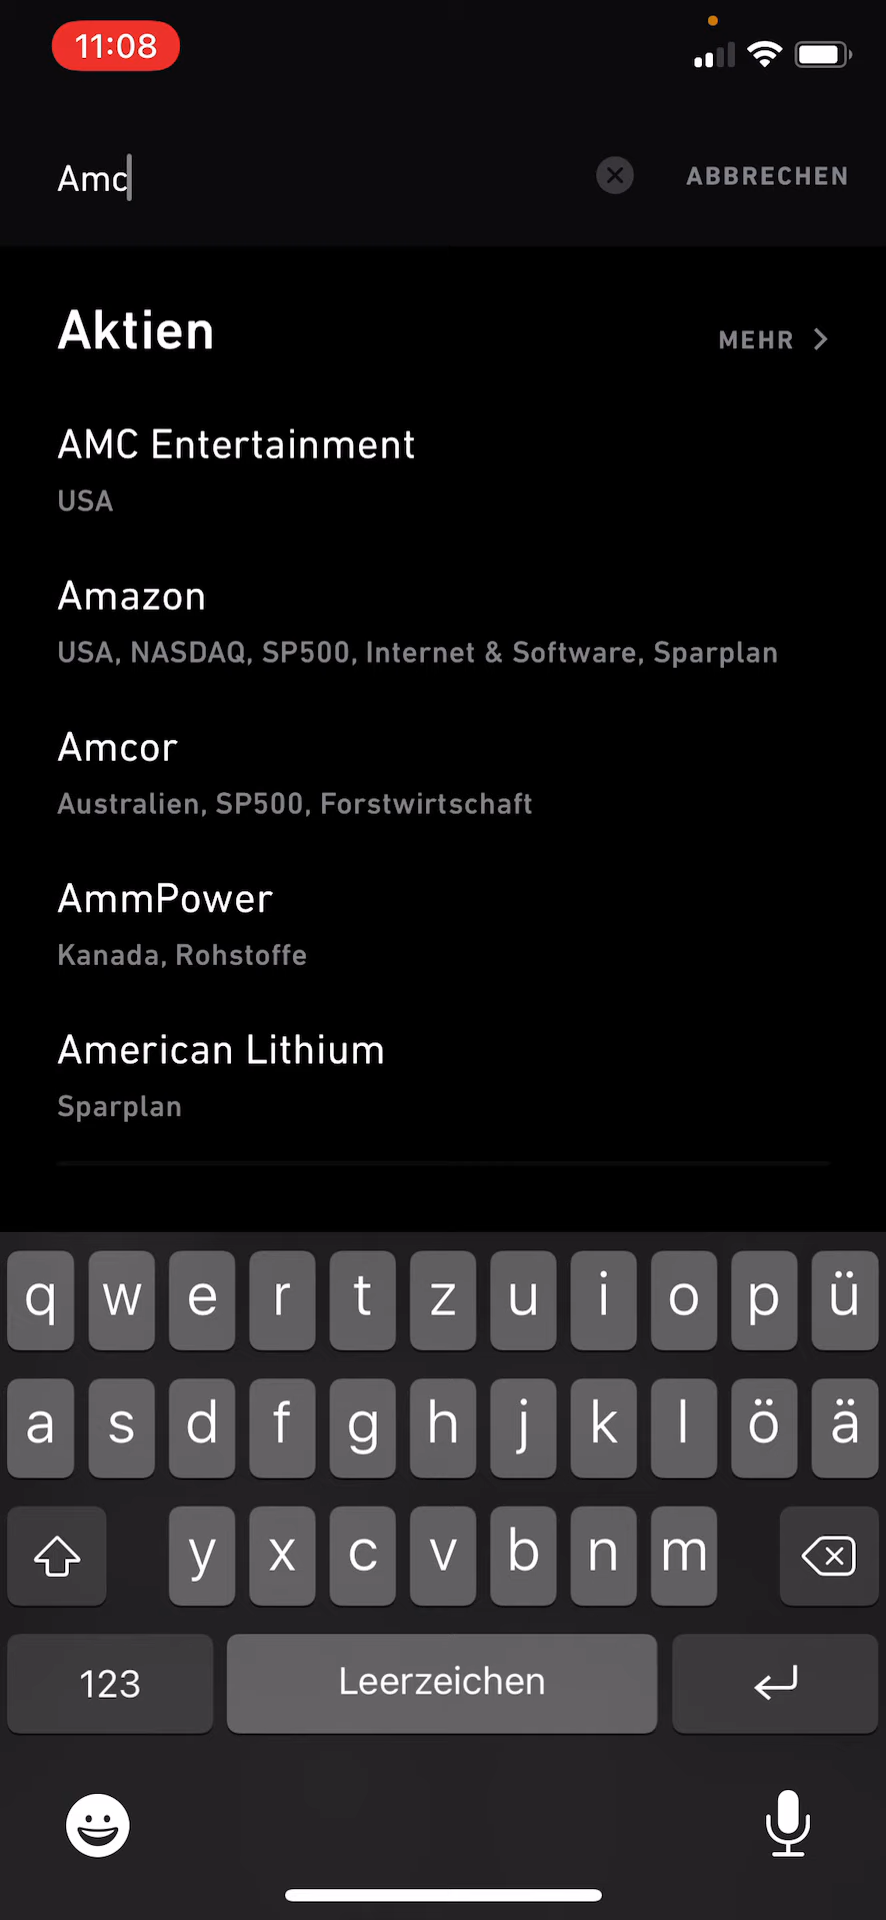 11:08
Amc
ABBRECHEN
Aktien
MEHR
AMC Entertainment
USA
Amazon
USA, NASDAQ, SP500, Internet & Software, Sparplan
Amcor
Australien, SP500, Forstwirtschaft
AmmPower
Kanada, Rohstoffe
American Lithium
Sparplan
q w e r t z u i o p ü
a s d f g h j k l ö ä
y x c v b n m
123 Leerzeichen